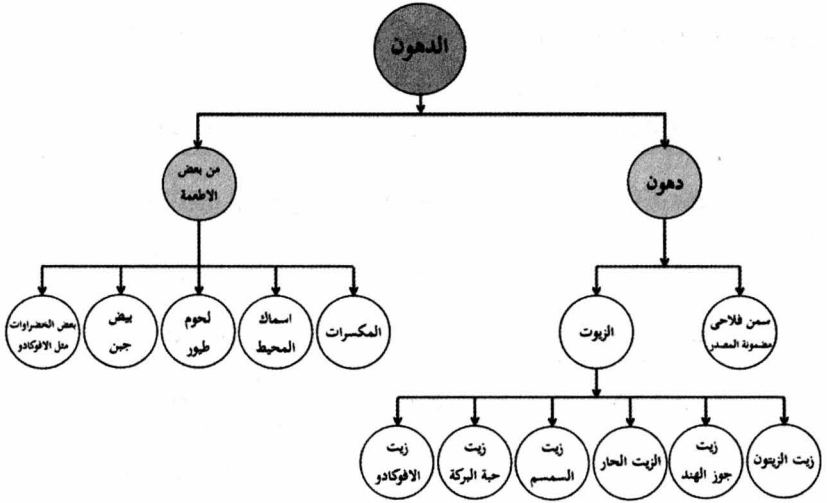 الدهون
دهون
من بعض
الاطعمة
سمن فلاحى
مضمونة المصدر
الزيوت
المكسرات
اسماك
المحيط
لحوم
طيور
بيض
جبن
بعض الخضراوات
مثل الافوكادو
زيت الزيتون
زيت
جوز الهند
الزيت الحار
زيت
السمسم
زيت
حبة البركة
زيت
الافوكادو